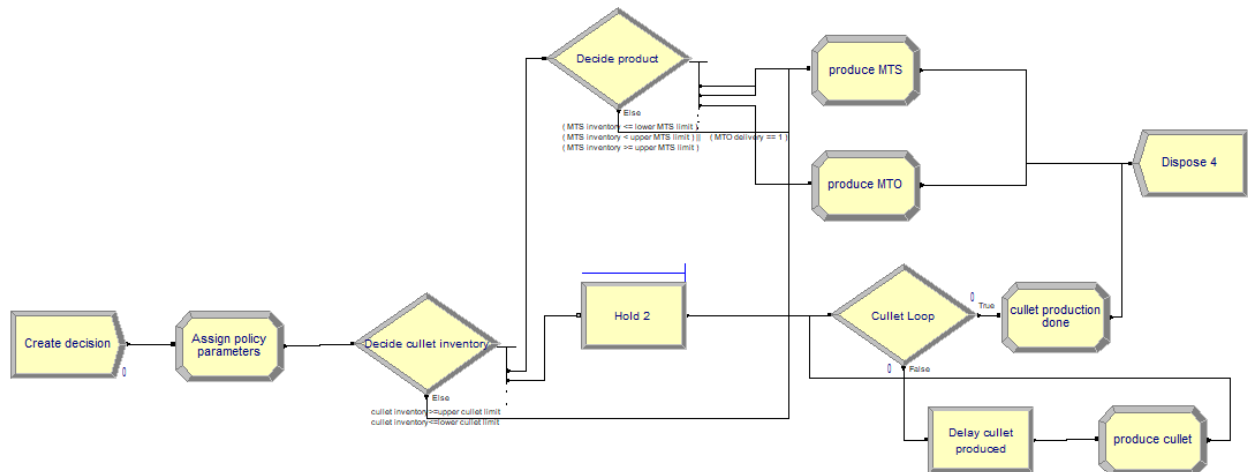 Decide product
produce MTS
Else
( MTS inventory <= lower MTS limit )
( MTS inventory < upper MTS limit ) || ( MTO delivery == 1 )
( MTS inventory >= upper MTS limit )
produce MTO
Dispose 4
Create decision
0
Assign policy
parameters
Decide cullet inventory
Else
cullet inventory>=upper cullet limit
cullet inventory<=lower cullet limit
Hold 2
Cullet Loop
0
True
0
False
cullet production
done
Delay cullet
produced
produce cullet